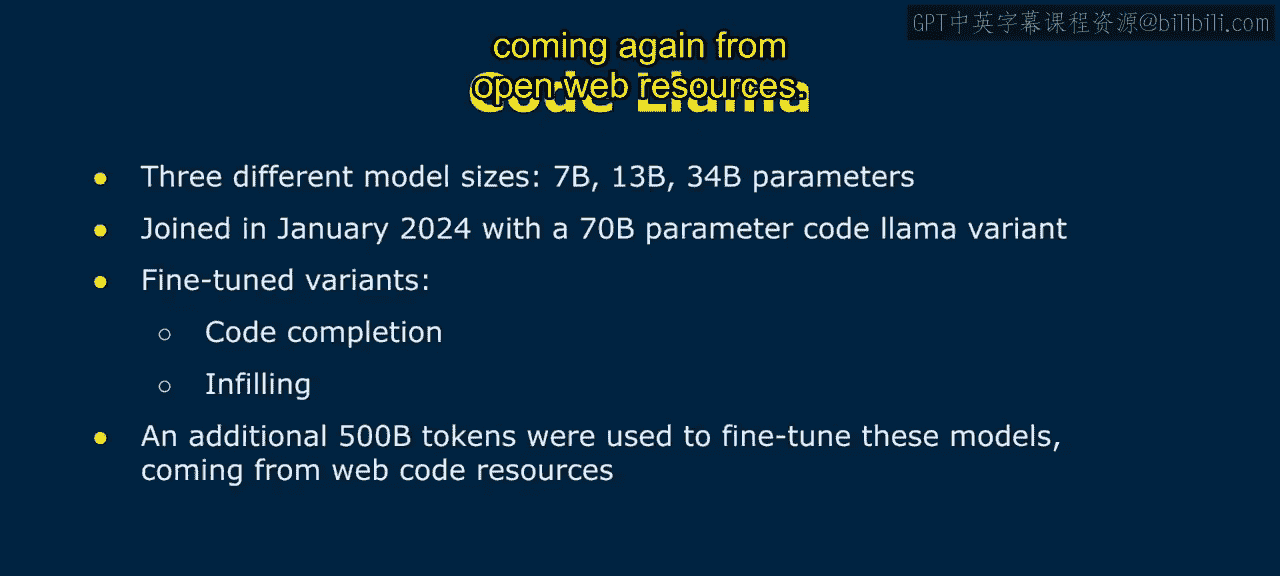 GPT中英字幕课程资源@bilibili.com
coming again from
open web resources.
Code Llama
Three different model sizes: 7B, 13B, 34B parameters
Joined in January 2024 with a 70B parameter code llama variant
Fine-tuned variants:
Code completion
Infilling
An additional 500B tokens were used to fine-tune these models,
coming from web code resources